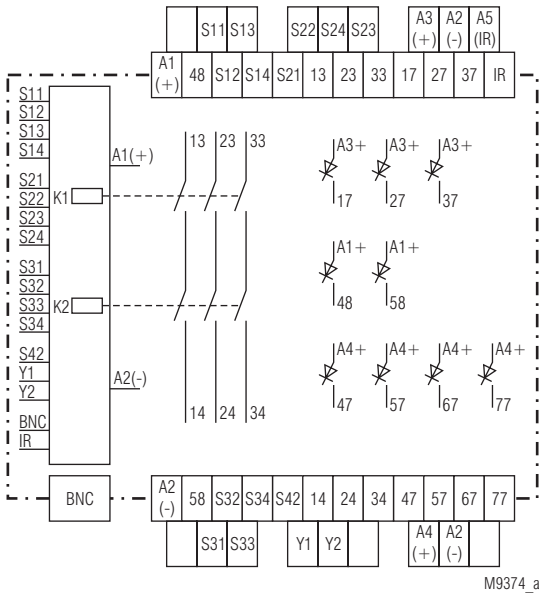 S11 S13 S22 S24 S23 A3 (+) A2 (-) A5 (IR)
A1 (+) 48 S12 S14 S21 13 23 33 17 27 37 IR
S11
S12
S13
S14
S21
S22
S23
S24
S31
S32
S33
S34
S42
Y1
Y2
BNC
IR
K1
K2
A1(+)
A2(-)
13 23 33
14 24 34
A3+ A3+ A3+
17 27 37
A1+ A1+
48 58
A4+ A4+ A4+ A4+
47 57 67 77
BNC
A2 (-) 58 S32 S34 S42 14 24 34 47 57 67 77
S31 S33 Y1 Y2 A4 (+) A2 (-)
M9374_a